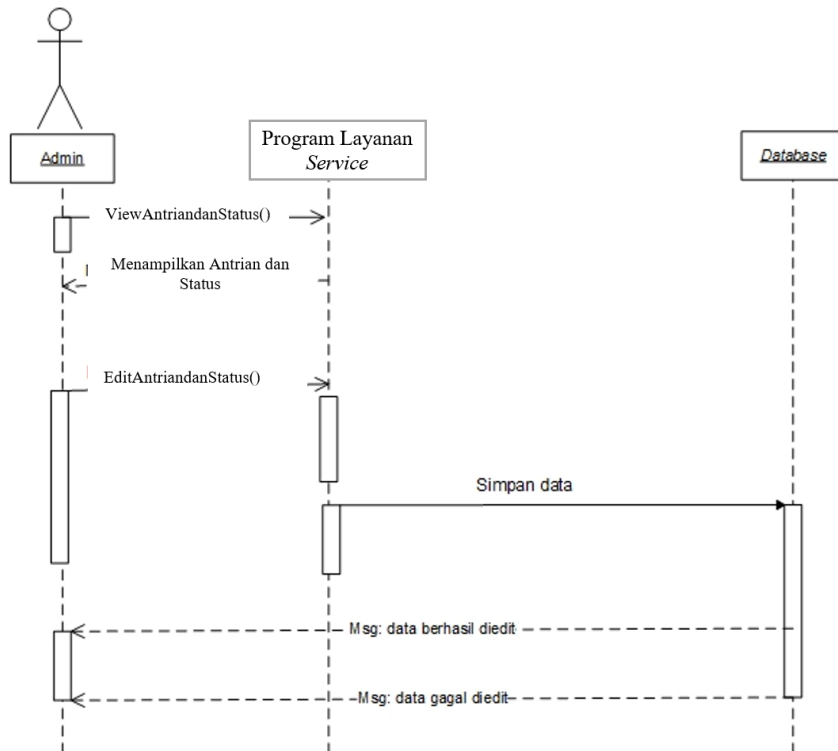 Admin
Program Layanan
Service
Database
ViewAntriandanStatus()
Menampilkan Antrian dan
Status
EditAntriandanStatus()
Simpan data
Msg: data berhasil diedit
Msg: data gagal diedit